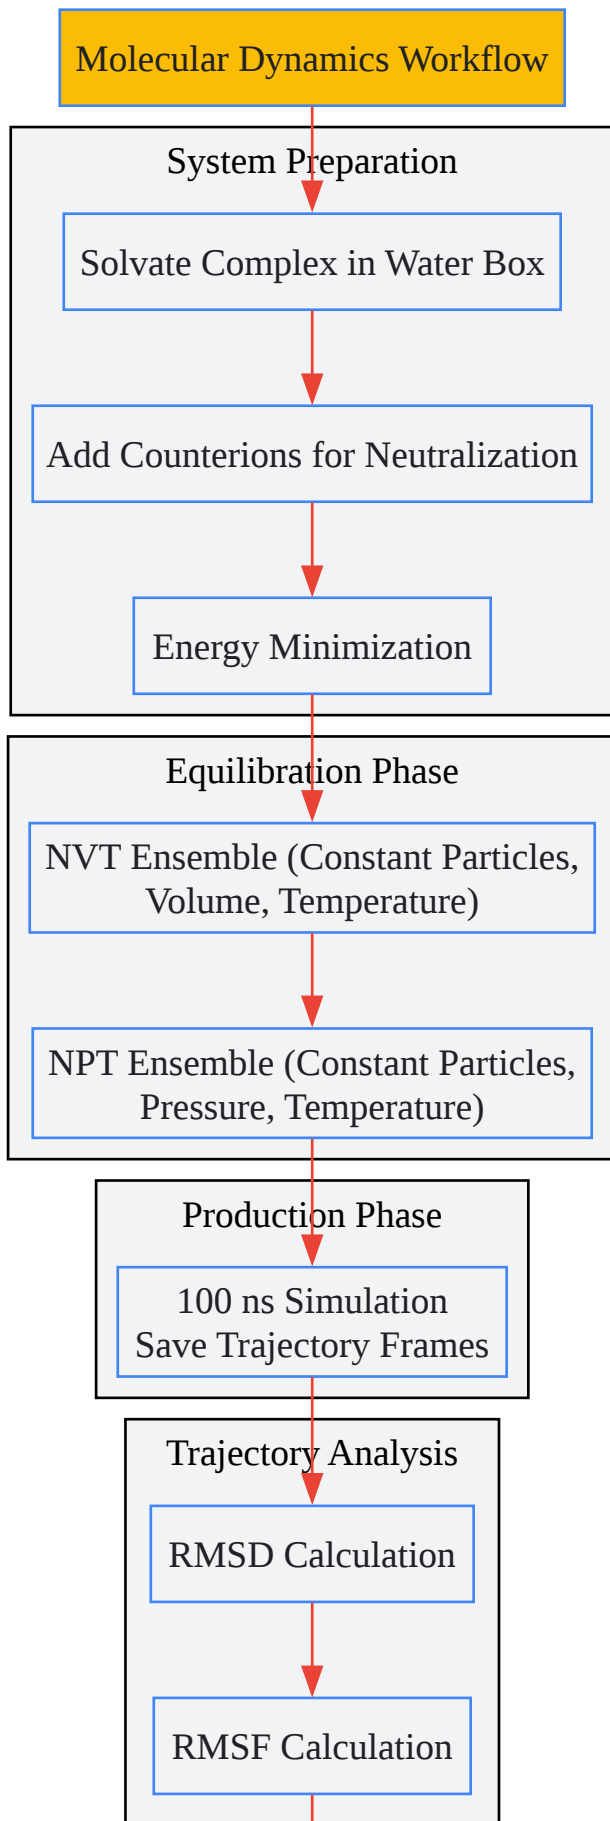 Molecular Dynamics Workflow
System Preparation
Solvate Complex in Water Box
Add Counterions for Neutralization
Energy Minimization
Equilibration Phase
NVT Ensemble (Constant Particles,
Volume, Temperature)
NPT Ensemble (Constant Particles,
Pressure, Temperature)
Production Phase
100 ns Simulation
Save Trajectory Frames
Trajectory Analysis
RMSD Calculation
RMSF Calculation